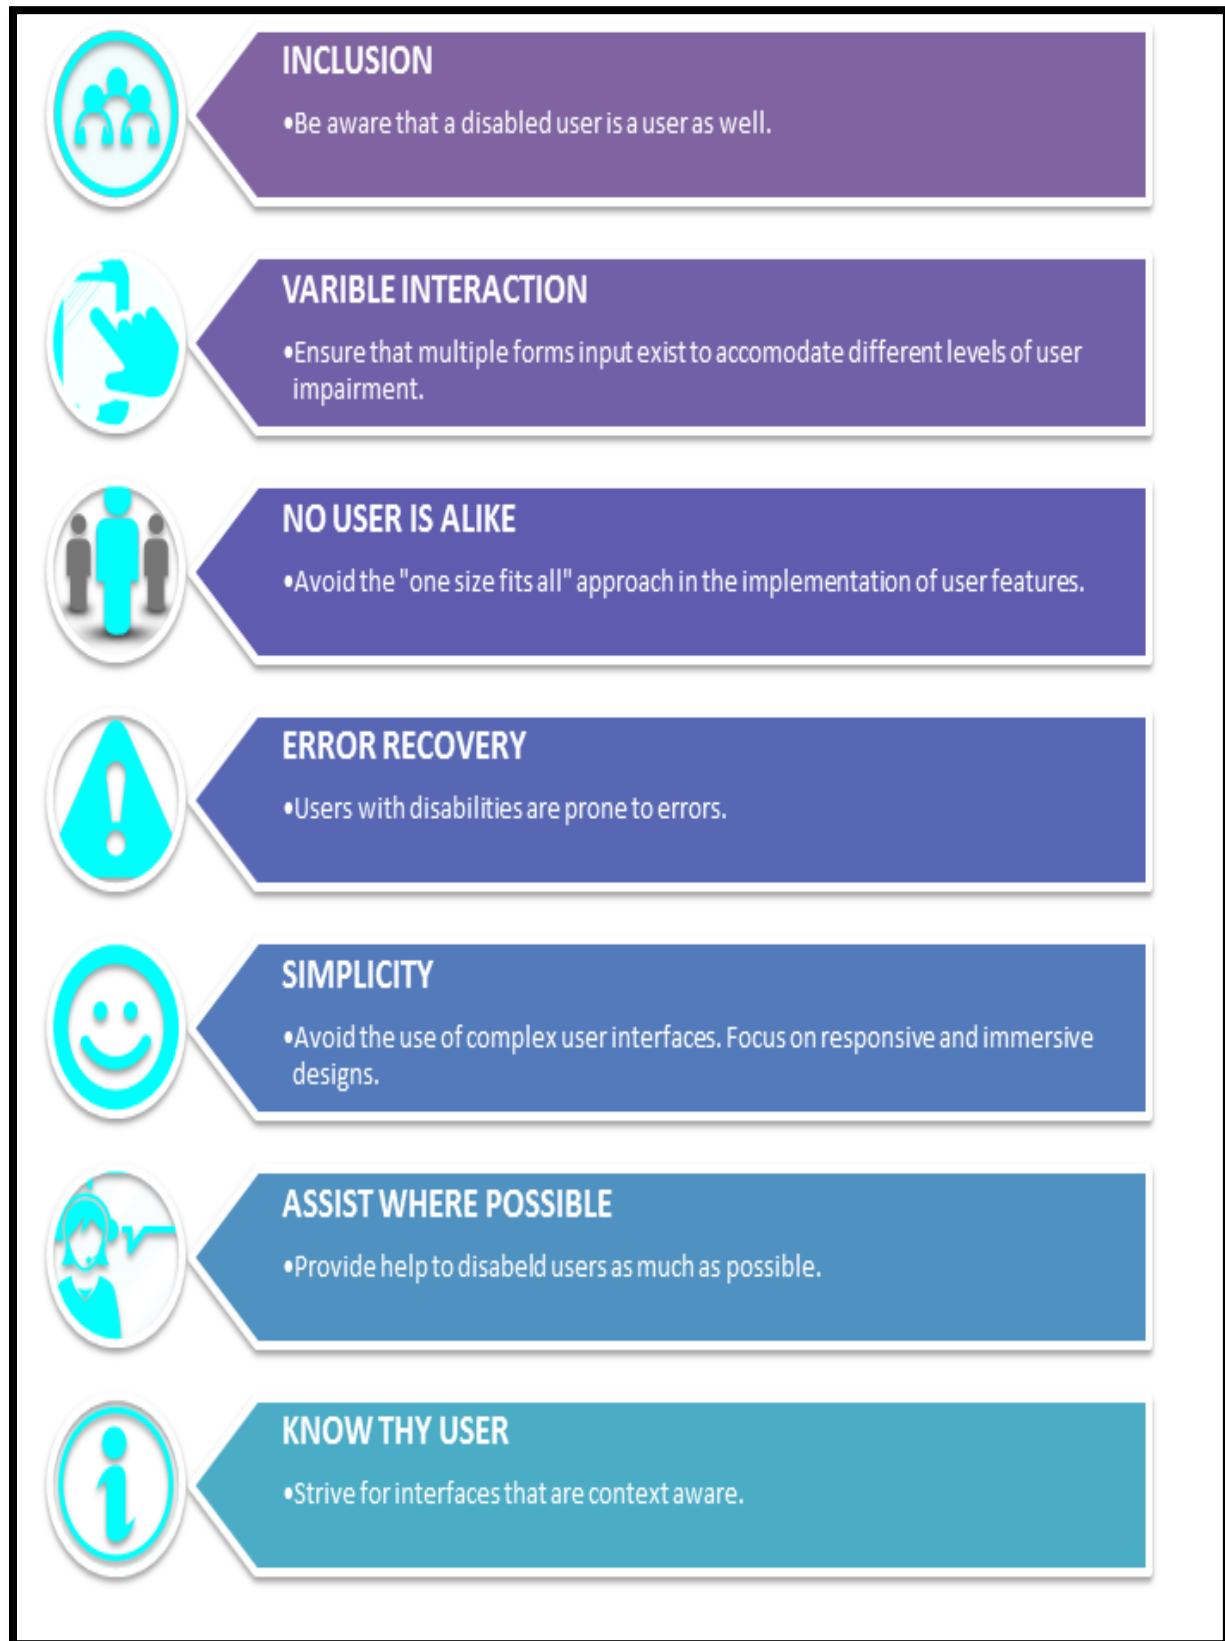 INCLUSION
•Be aware that a disabled user is a user as well.
VARIBLE INTERACTION
•Ensure that multiple forms input exist to accomodate different levels of user
impairment.
NO USER IS ALIKE
•Avoid the "one size fits all" approach in the implementation of user features.
ERROR RECOVERY
•Users with disabilities are prone to errors.
SIMPLICITY
•Avoid the use of complex user interfaces. Focus on responsive and immersive
designs.
ASSIST WHERE POSSIBLE
•Provide help to disabeld users as much as possible.
KNOW THY USER
•Strive for interfaces that are context aware.